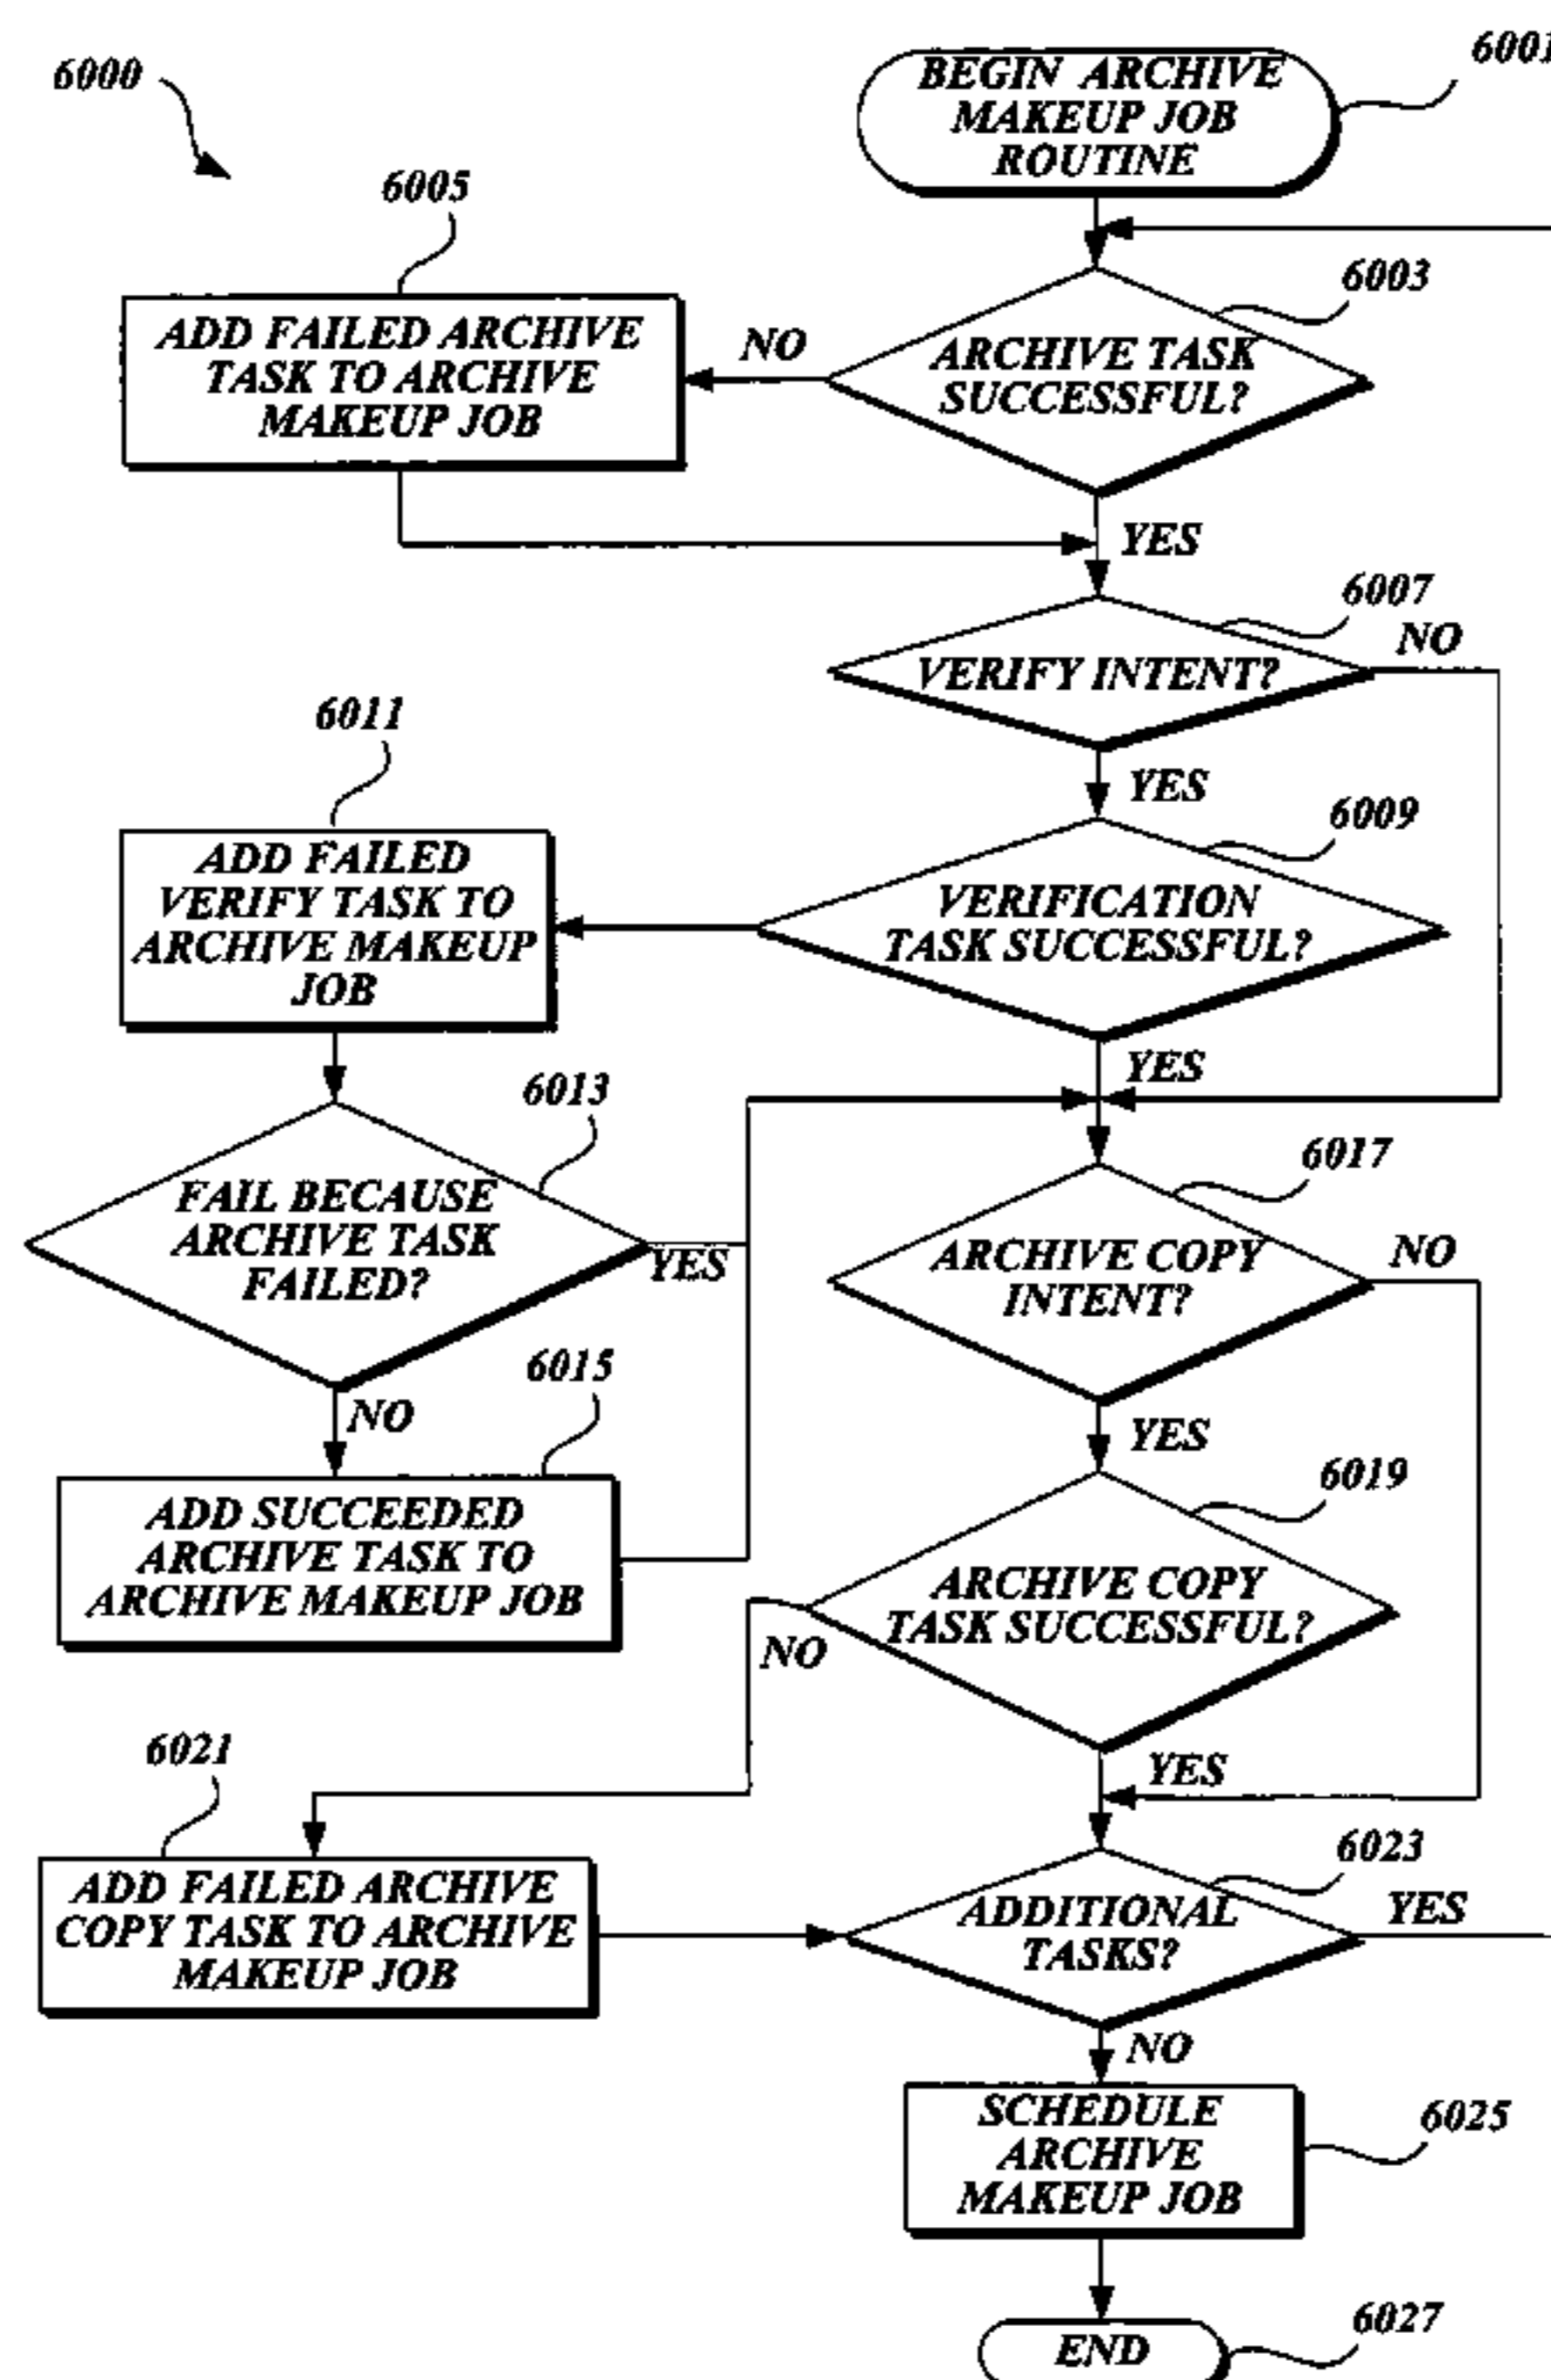 6000
BEGIN ARCHIVE
MAKEUP JOB
ROUTINE
6001
6005
6003
ADD FAILED ARCHIVE
TASK TO ARCHIVE
MAKEUP JOB
NO
ARCHIVE TASK
SUCCESSFUL?
YES
6007
VERIFY INTENT?
NO
YES
6011
6009
ADD FAILED
VERIFY TASK TO
ARCHIVE MAKEUP
JOB
VERIFICATION
TASK SUCCESSFUL?
YES
6013
FAIL BECAUSE
ARCHIVE TASK
FAILED?
YES
NO
6017
ARCHIVE COPY
INTENT?
NO
YES
6015
ADD SUCCEEDED
ARCHIVE TASK TO
ARCHIVE MAKEUP JOB
6019
ARCHIVE COPY
TASK SUCCESSFUL?
NO
YES
6021
ADD FAILED ARCHIVE
COPY TASK TO ARCHIVE
MAKEUP JOB
6023
ADDITIONAL
TASKS?
YES
NO
SCHEDULE
ARCHIVE
MAKEUP JOB
6025
END
6027